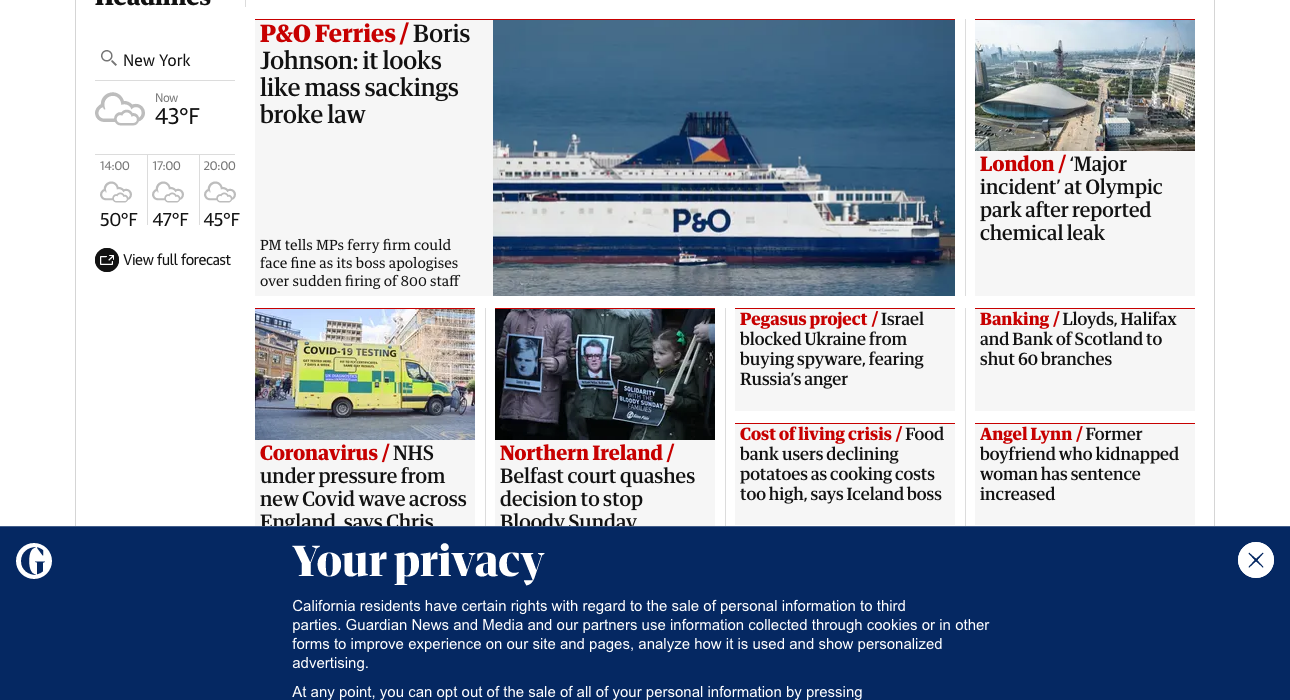 Headlines
New York
Now
43°F
14:00
17:00
20:00
50°F
47°F
45°F
View full forecast
P&O Ferries / Boris
Johnson: it looks
like mass sackings
broke law
PM tells MPs ferry firm could
face fine as its boss apologises
over sudden firing of 800 staff
P&O
London / ‘Major
incident’ at Olympic
park after reported
chemical leak
COVID-19 TESTING
Coronavirus / NHS
under pressure from
new Covid wave across
England, says Chris
SOLIDARITY
WITH THE
BLOODY SUNDAY
FAMILIES
Northern Ireland /
Belfast court quashes
decision to stop
Bloody Sunday
Pegasus project / Israel
blocked Ukraine from
buying spyware, fearing
Russia’s anger
Banking / Lloyds, Halifax
and Bank of Scotland to
shut 60 branches
Cost of living crisis / Food
bank users declining
potatoes as cooking costs
too high, says Iceland boss
Angel Lynn / Former
boyfriend who kidnapped
woman has sentence
increased
G
Your privacy
California residents have certain rights with regard to the sale of personal information to third
parties. Guardian News and Media and our partners use information collected through cookies or in other
forms to improve experience on our site and pages, analyze how it is used and show personalized
advertising.
At any point, you can opt out of the sale of all of your personal information by pressing